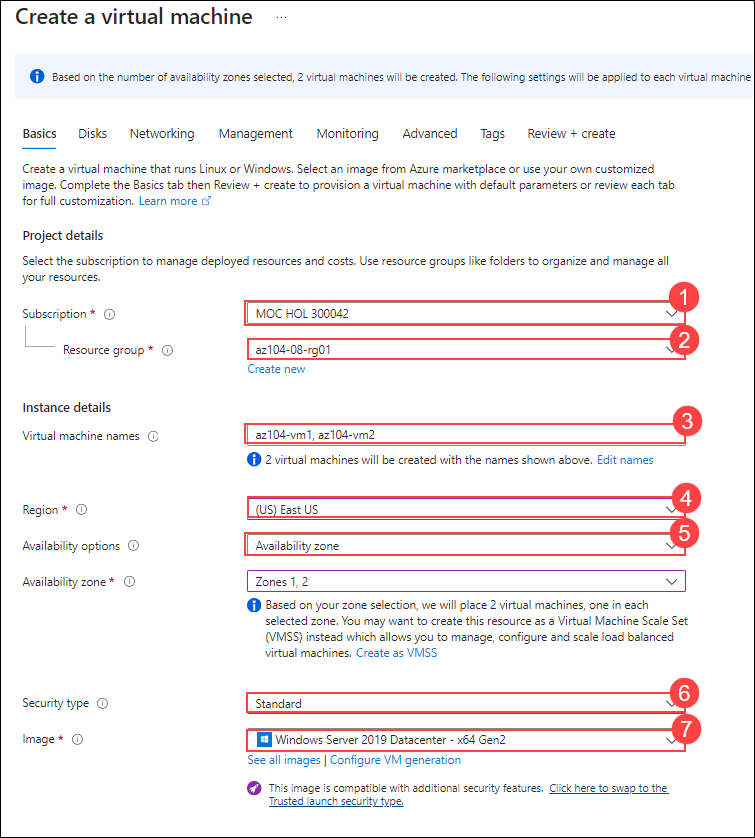 Create a virtual machine ...
Based on the number of availability zones selected, 2 virtual machines will be created. The following settings will be applied to each virtual machine
Basics Disks Networking Management Monitoring Advanced Tags Review + create
Create a virtual machine that runs Linux or Windows. Select an image from Azure marketplace or use your own customized
image. Complete the Basics tab then Review + create to provision a virtual machine with default parameters or review each tab
for full customization. Learn more
Project details
Select the subscription to manage deployed resources and costs. Use resource groups like folders to organize and manage all
your resources.
1
Subscription * MOC HOL 300042
2
Resource group * az104-08-rg01
Create new
Instance details
3
Virtual machine names az104-vm1, az104-vm2
2 virtual machines will be created with the names shown above. Edit names
4
Region * (US) East US
5
Availability options Availability zone
Availability zone * Zones 1, 2
Based on your zone selection, we will place 2 virtual machines, one in each
selected zone. You may want to create this resource as a Virtual Machine Scale Set
(VMSS) instead which allows you to manage, configure and scale load balanced
virtual machines. Create as VMSS
6
Security type Standard
7
Image * Windows Server 2019 Datacenter - x64 Gen2
See all images | Configure VM generation
This image is compatible with additional security features. Click here to swap to the
Trusted launch security type.